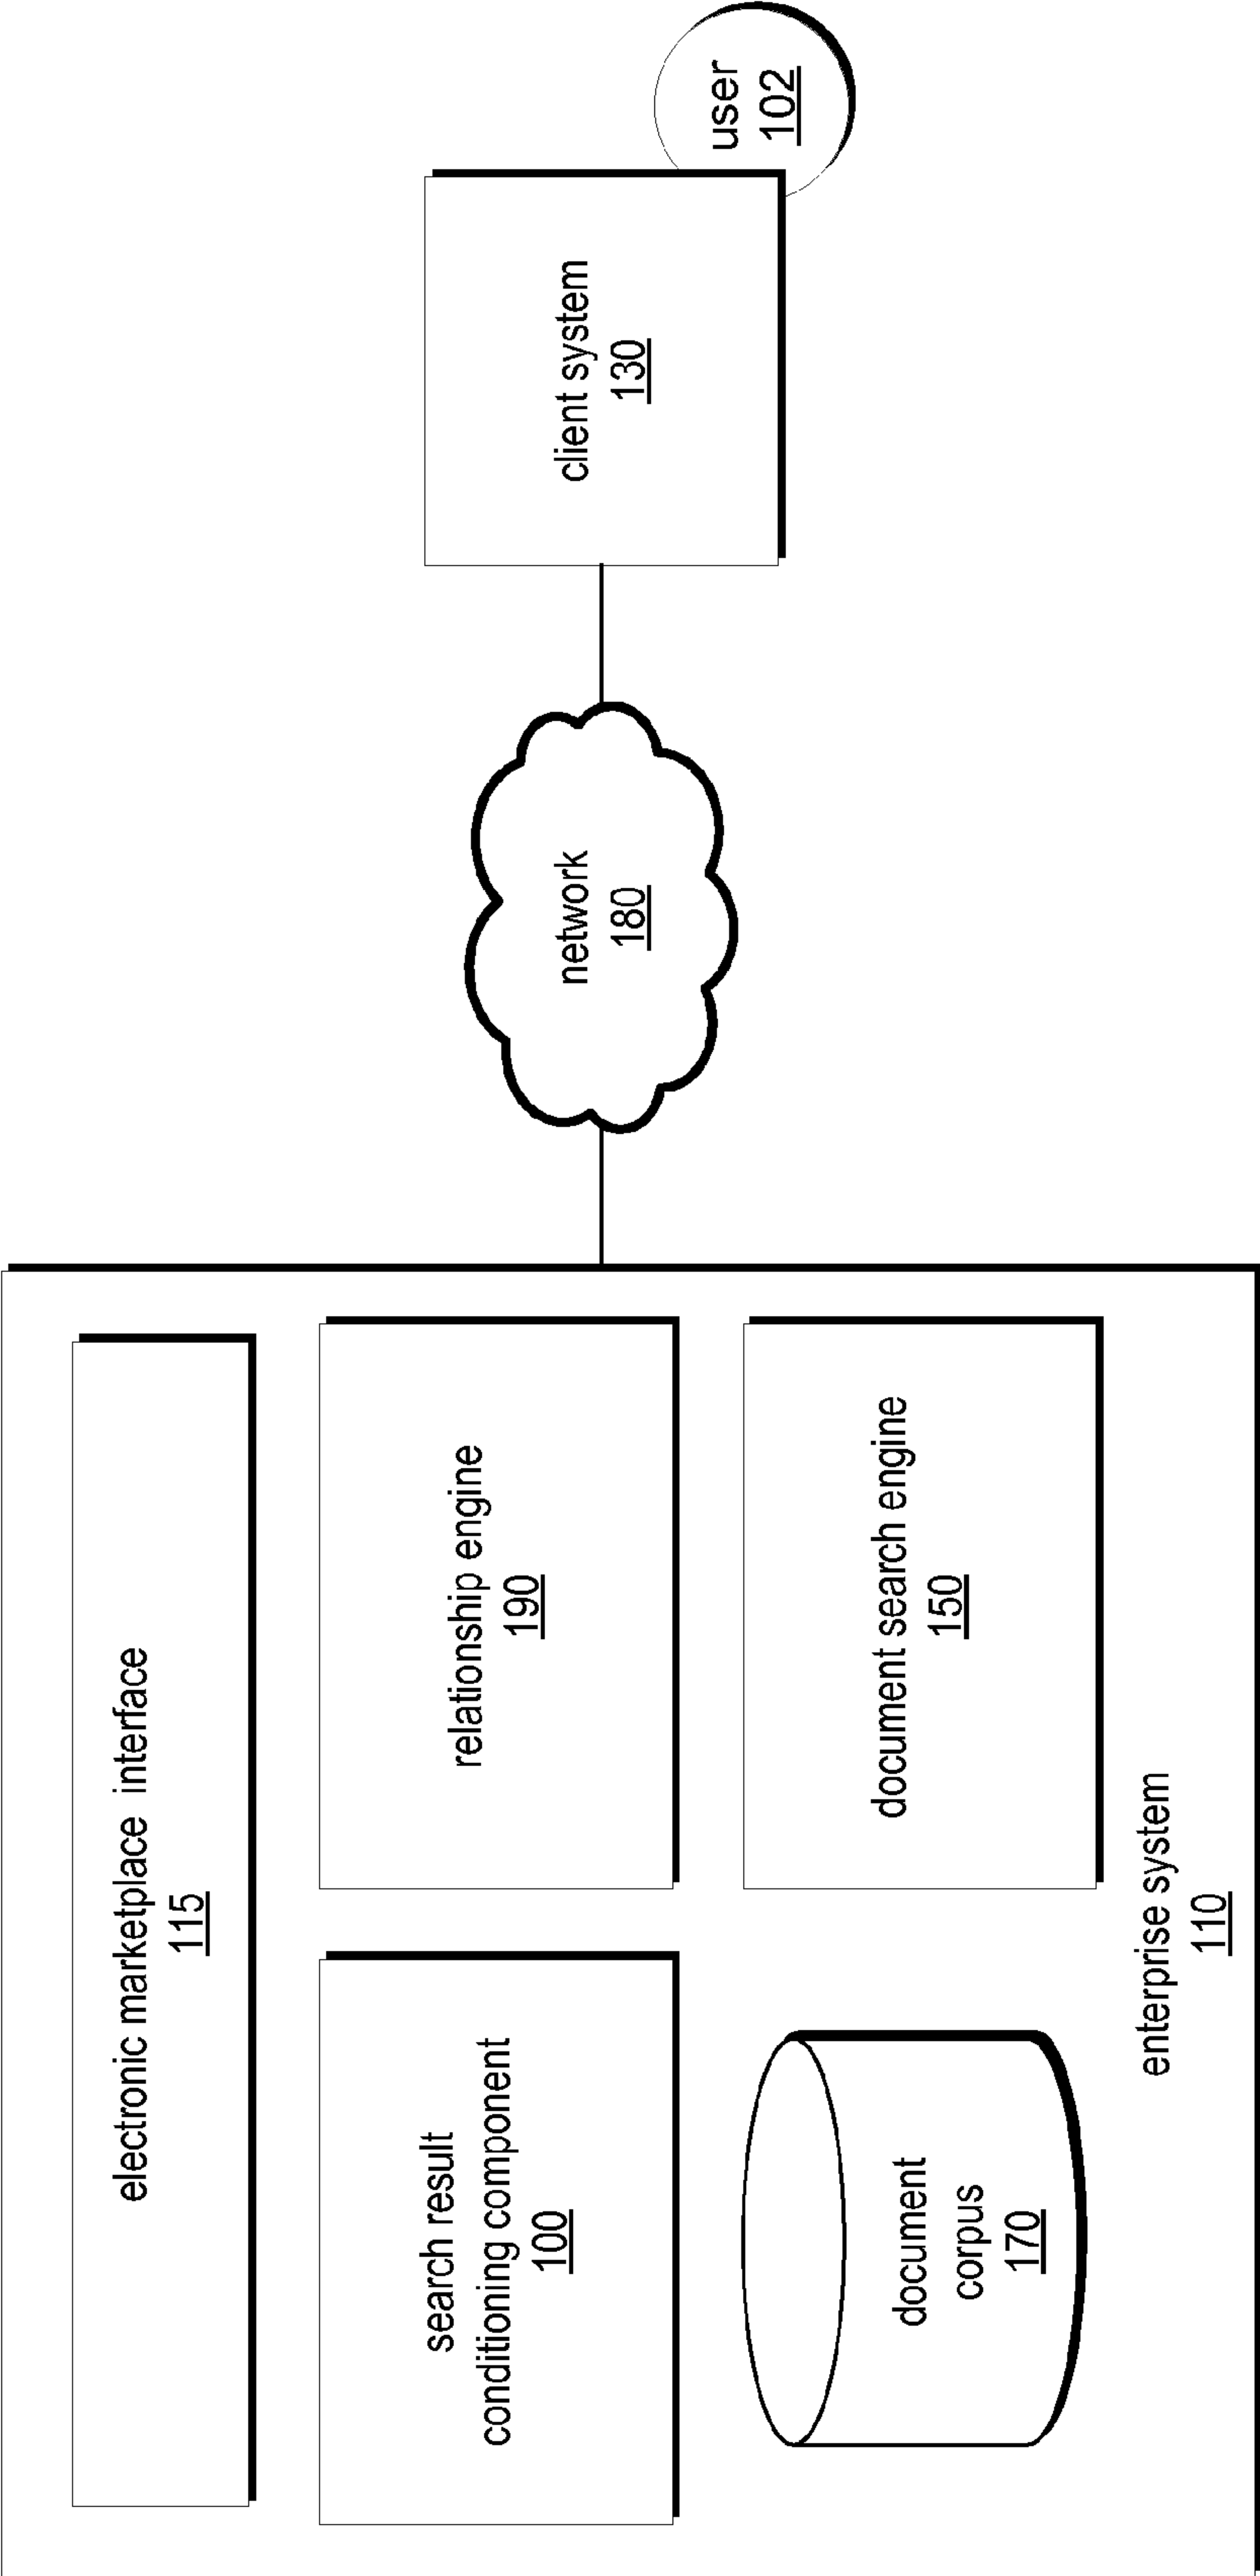 electronic marketplace interface
115
search result
conditioning component
100
relationship engine
190
document
corpus
170
document search engine
150
enterprise system
110
network
180
client system
130
user
102